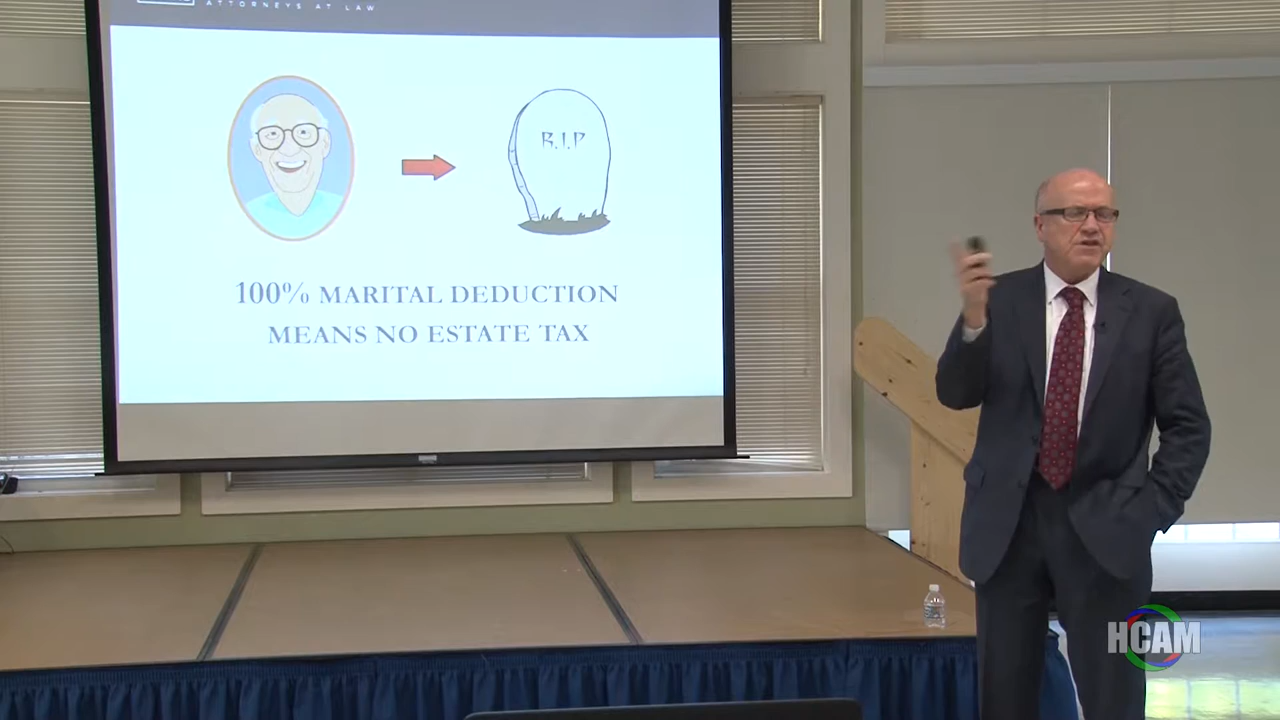 ATTORNEYS AT LAW
R.I.P
100% MARITAL DEDUCTION
MEANS NO ESTATE TAX
HCAM